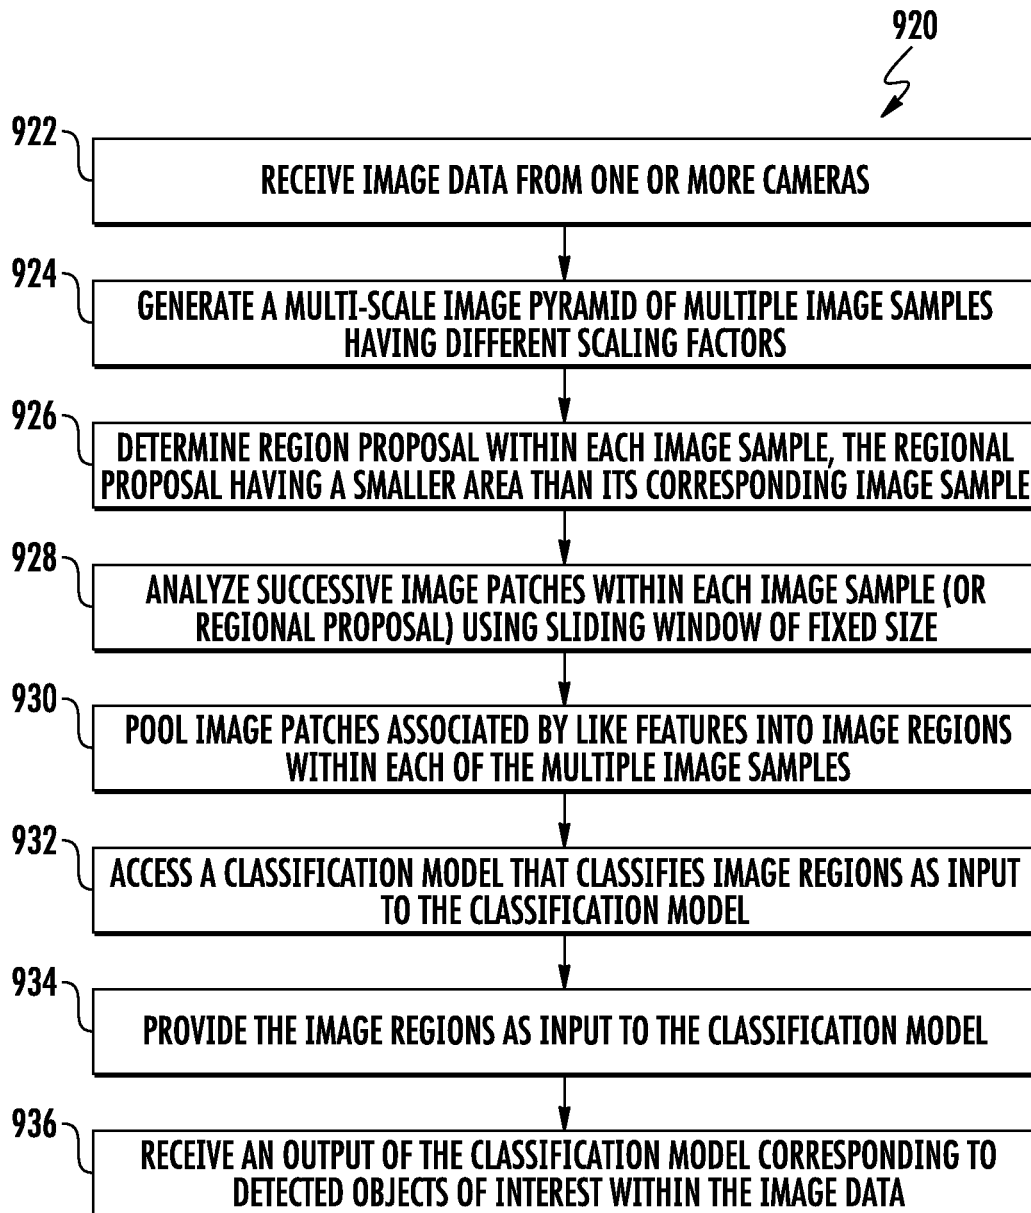 920
922
RECEIVE IMAGE DATA FROM ONE OR MORE CAMERAS
924
GENERATE A MULTI-SCALE IMAGE PYRAMID OF MULTIPLE IMAGE SAMPLES
HAVING DIFFERENT SCALING FACTORS
926
DETERMINE REGION PROPOSAL WITHIN EACH IMAGE SAMPLE, THE REGIONAL
PROPOSAL HAVING A SMALLER AREA THAN ITS CORRESPONDING IMAGE SAMPLE
928
ANALYZE SUCCESSIVE IMAGE PATCHES WITHIN EACH IMAGE SAMPLE (OR
REGIONAL PROPOSAL) USING SLIDING WINDOW OF FIXED SIZE
930
POOL IMAGE PATCHES ASSOCIATED BY LIKE FEATURES INTO IMAGE REGIONS
WITHIN EACH OF THE MULTIPLE IMAGE SAMPLES
932
ACCESS A CLASSIFICATION MODEL THAT CLASSIFIES IMAGE REGIONS AS INPUT
TO THE CLASSIFICATION MODEL
934
PROVIDE THE IMAGE REGIONS AS INPUT TO THE CLASSIFICATION MODEL
936
RECEIVE AN OUTPUT OF THE CLASSIFICATION MODEL CORRESPONDING TO
DETECTED OBJECTS OF INTEREST WITHIN THE IMAGE DATA